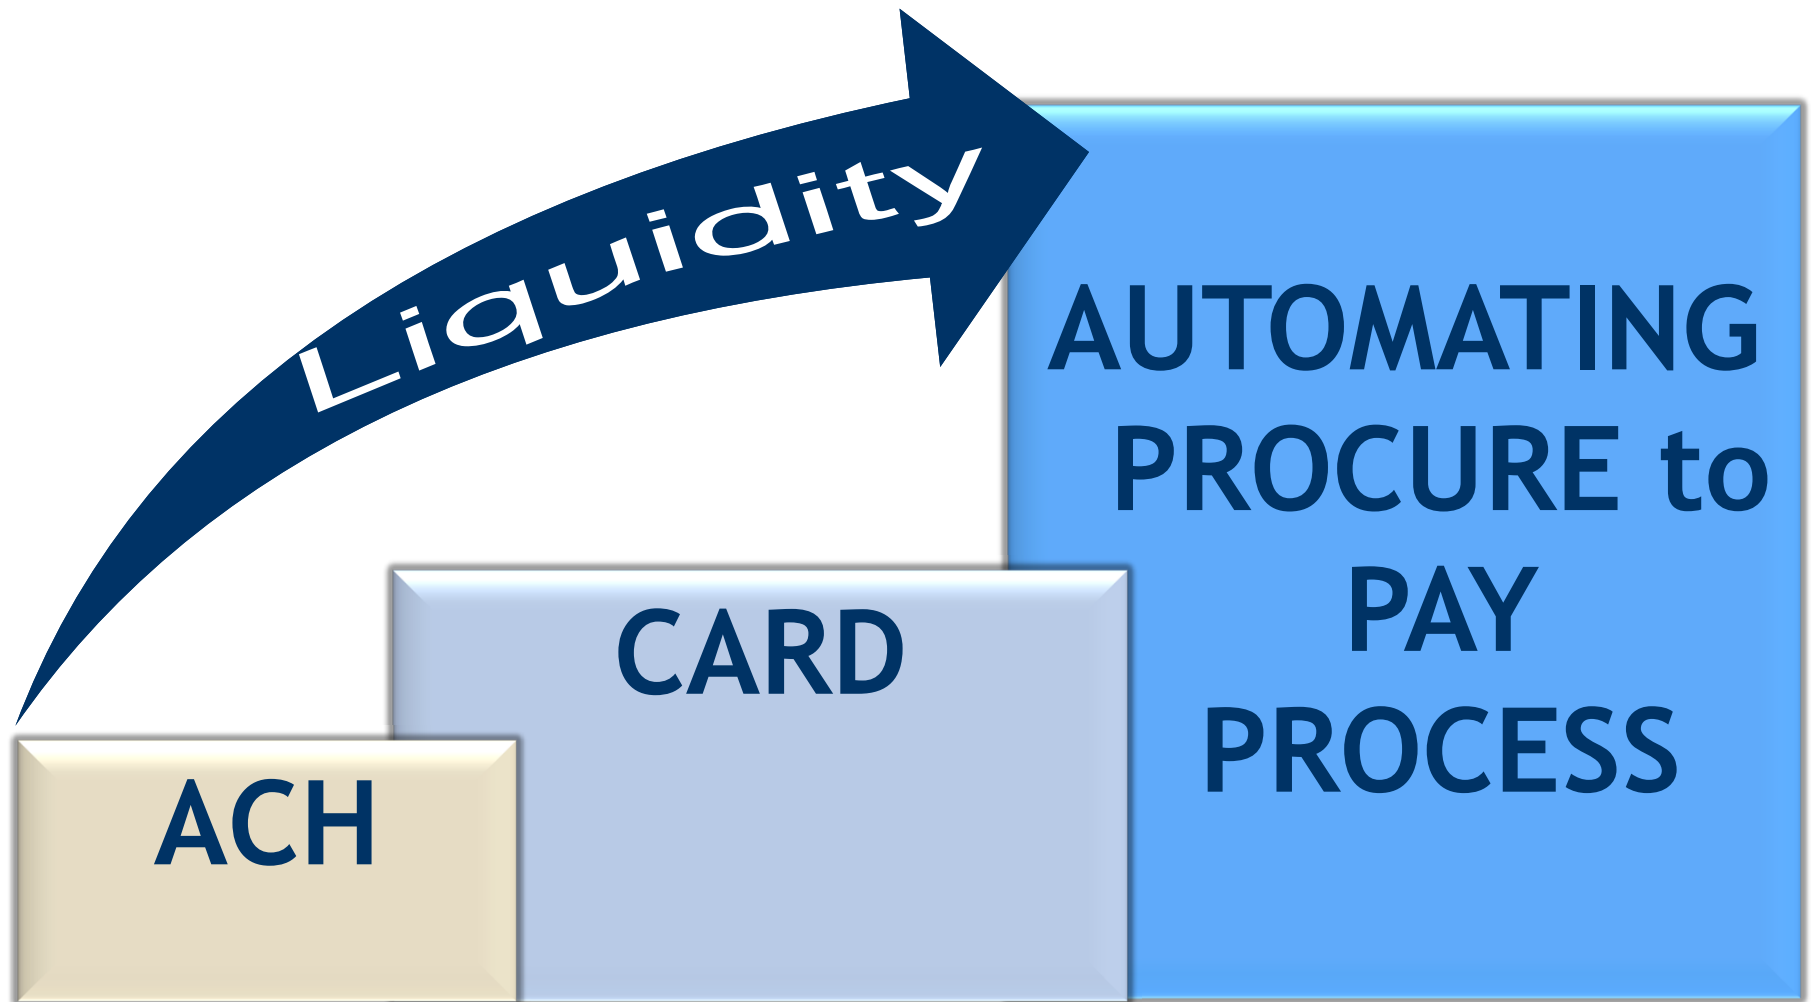 Liquidity
AUTOMATING
PROCURE to
PAY
PROCESS
CARD
ACH